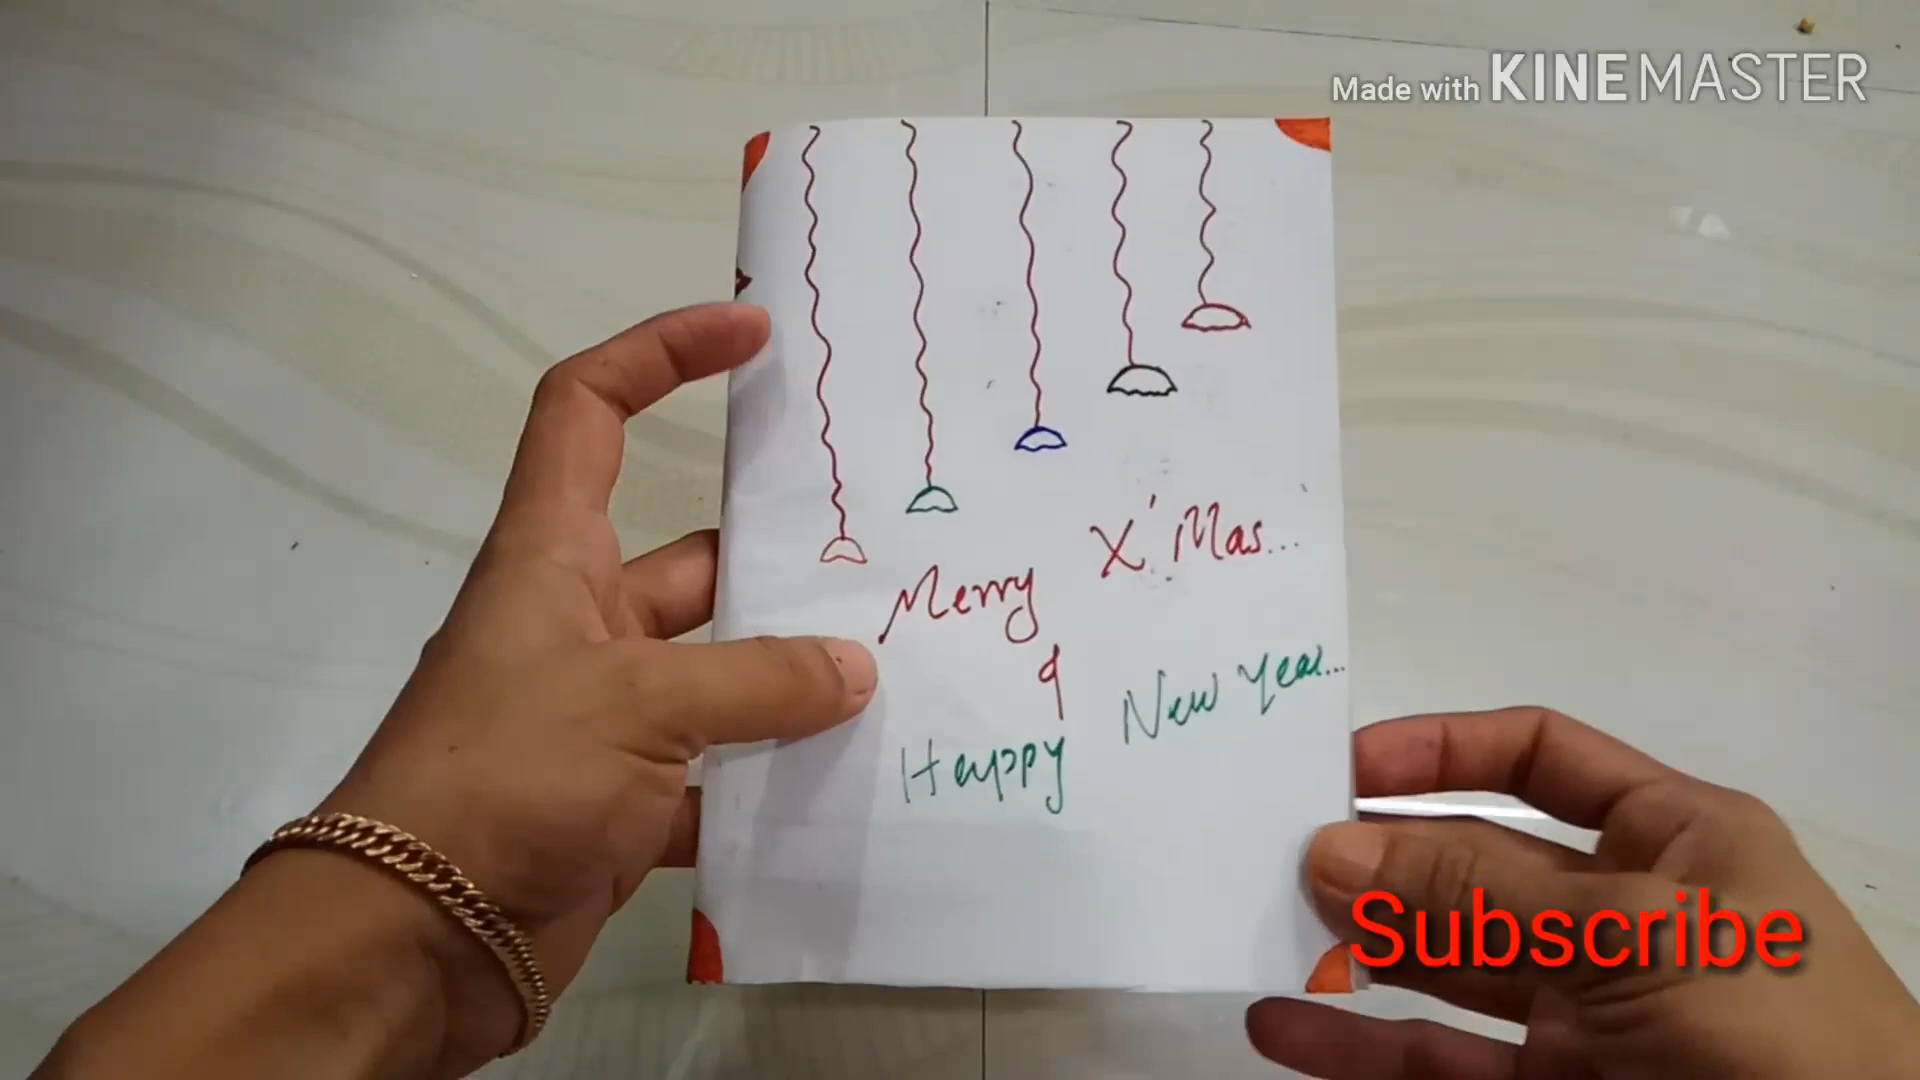 Made with KINEMASTER
Merry X'Mas...
&
Happy New Year...
Subscribe